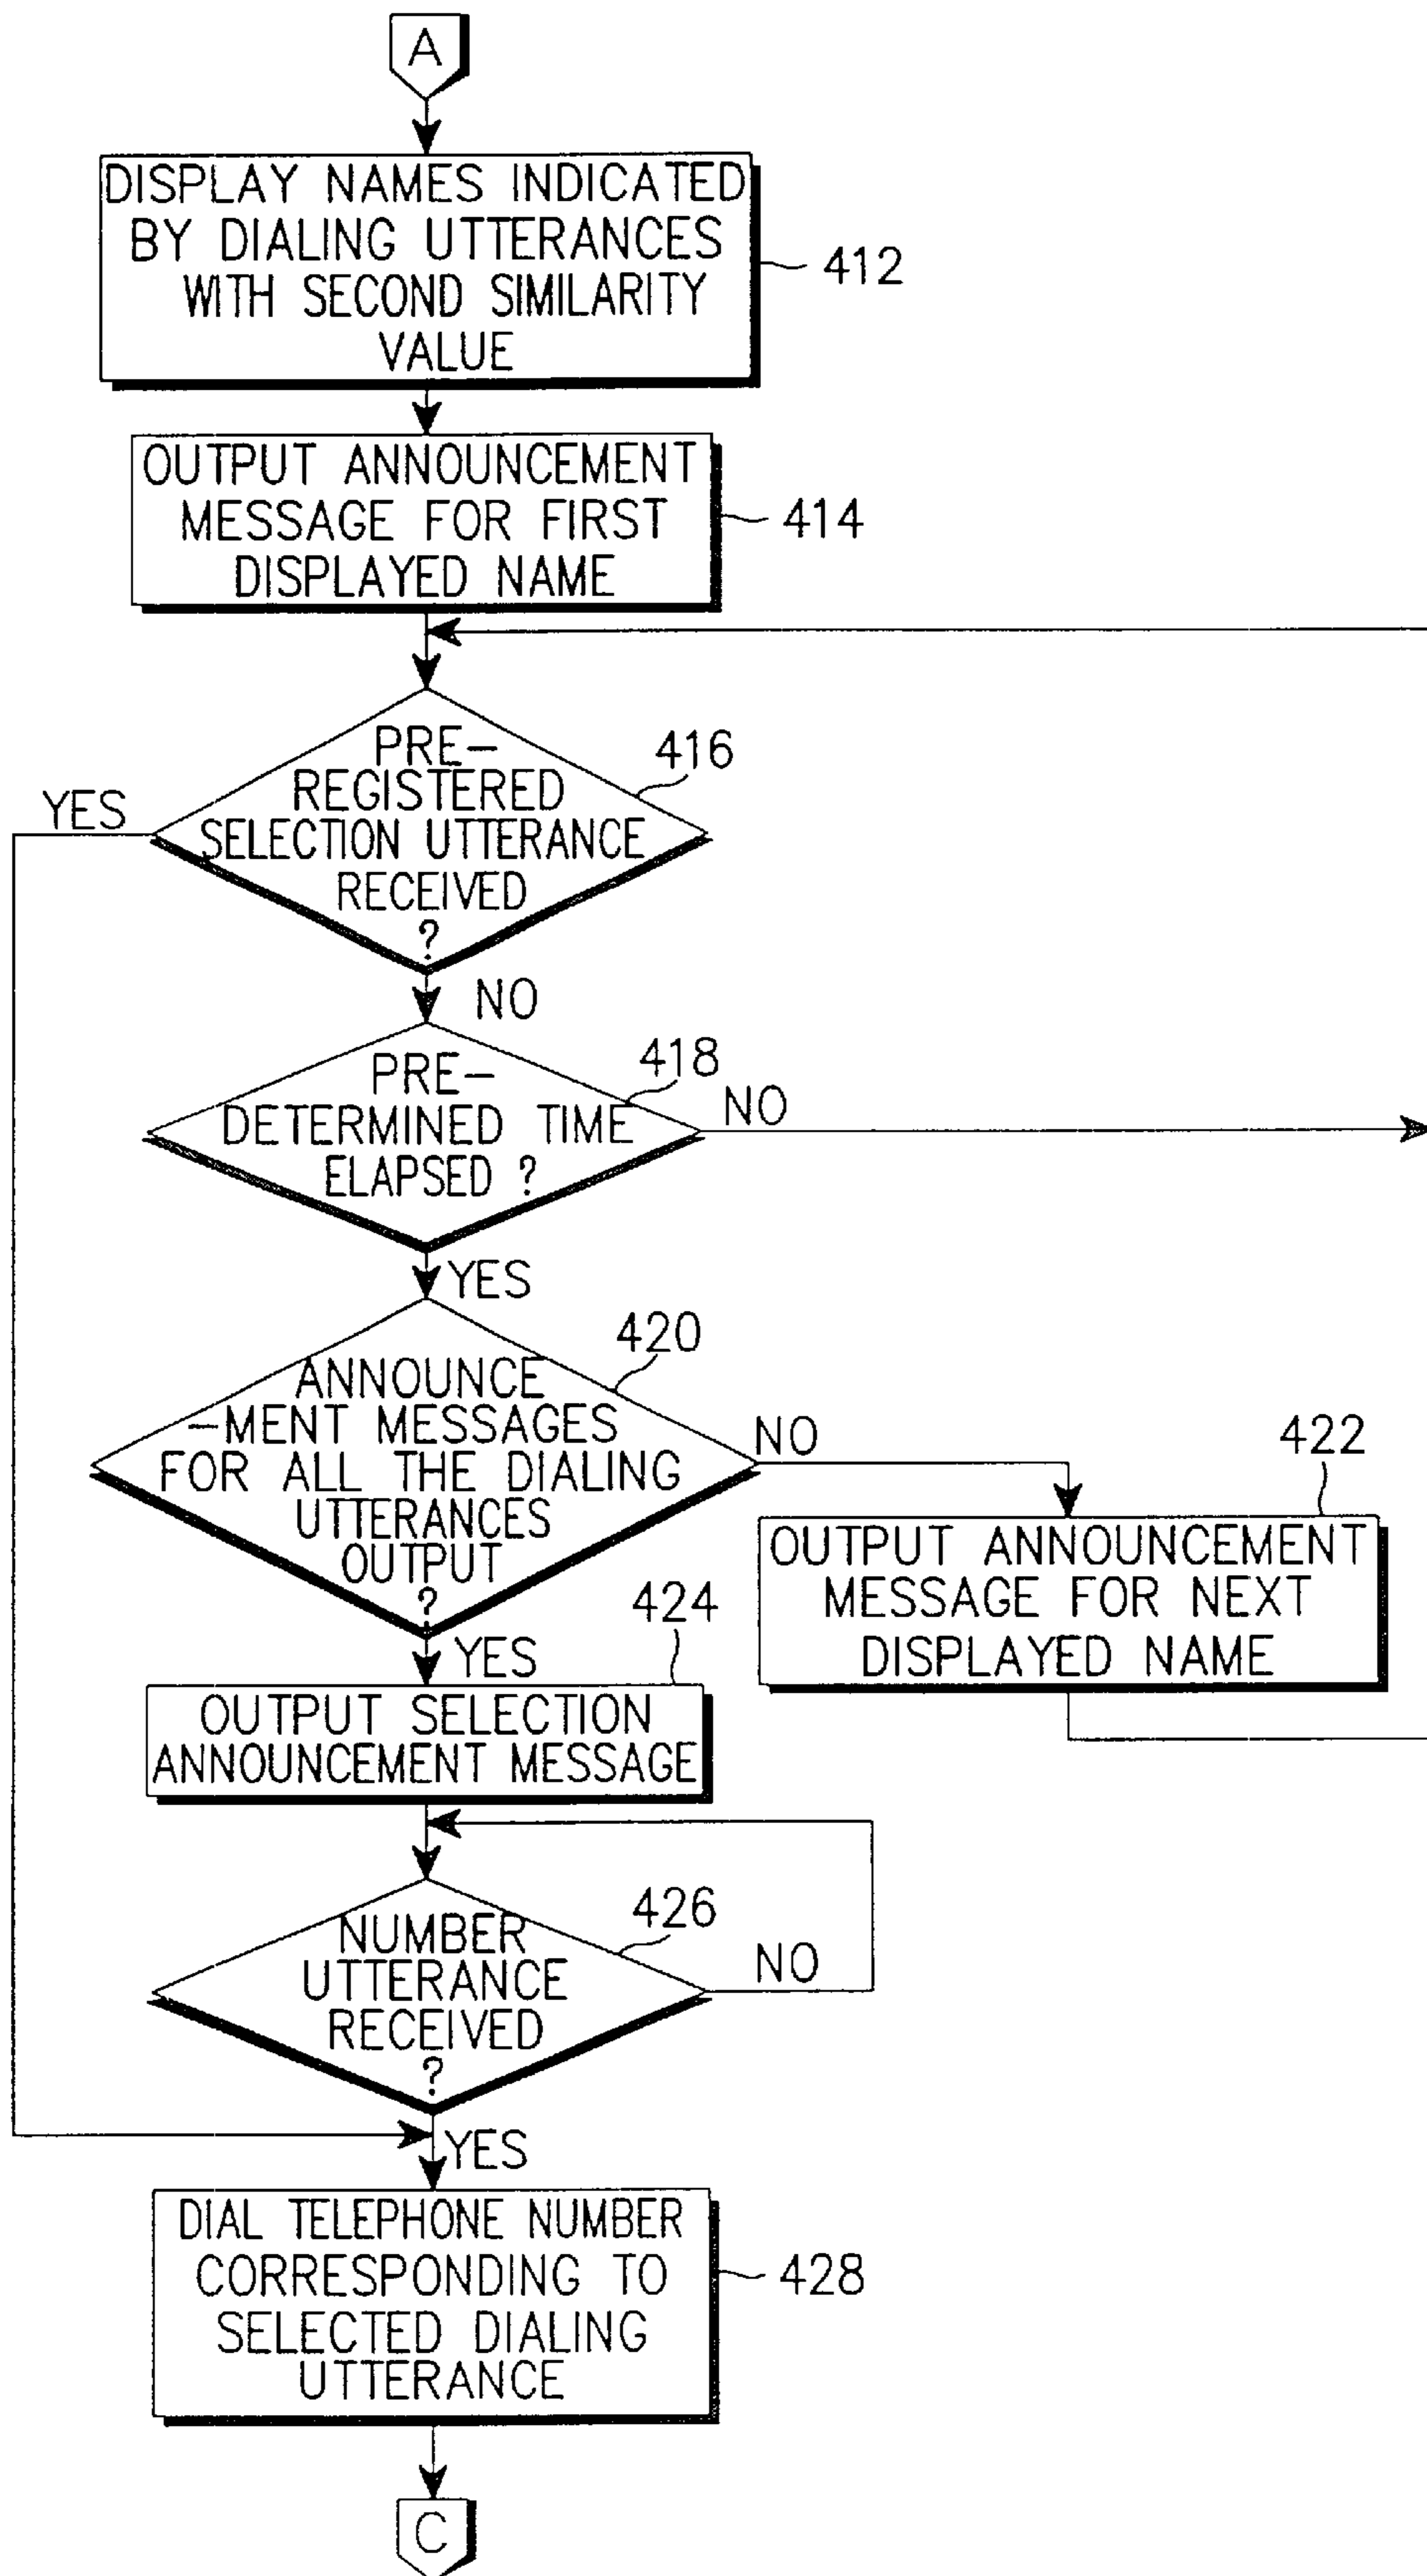 A
DISPLAY NAMES INDICATED
BY DIALING UTTERANCES
WITH SECOND SIMILARITY
VALUE
412
OUTPUT ANNOUNCEMENT
MESSAGE FOR FIRST
DISPLAYED NAME
414
PRE-
REGISTERED
SELECTION UTTERANCE
RECEIVED
?
416
YES
NO
PRE-
DETERMINED TIME
ELAPSED ?
418
NO
YES
ANNOUNCE
-MENT MESSAGES
FOR ALL THE DIALING
UTTERANCES
OUTPUT
?
420
NO
422
OUTPUT ANNOUNCEMENT
MESSAGE FOR NEXT
DISPLAYED NAME
YES
424
OUTPUT SELECTION
ANNOUNCEMENT MESSAGE
NUMBER
UTTERANCE
RECEIVED
?
426
NO
YES
DIAL TELEPHONE NUMBER
CORRESPONDING TO
SELECTED DIALING
UTTERANCE
428
C